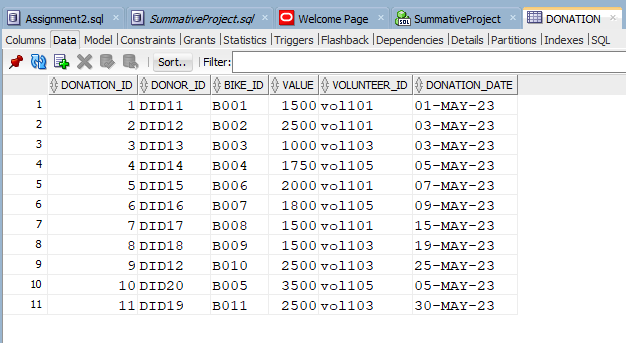 Assignment2.sql SummativeProject.sql Welcome Page SummativeProject DONATION
Columns Data Model Constraints Grants Statistics Triggers Flashback Dependencies Details Partitions Indexes SQL
Sort.. Filter:
DONATION_ID DONOR_ID BIKE_ID VALUE VOLUNTEER_ID DONATION_DATE
1 1 DID11 B001 1500 vol101 01-MAY-23
2 2 DID12 B002 2500 vol101 03-MAY-23
3 3 DID13 B003 1000 vol103 03-MAY-23
4 4 DID14 B004 1750 vol105 05-MAY-23
5 5 DID15 B006 2000 vol101 07-MAY-23
6 6 DID16 B007 1800 vol105 09-MAY-23
7 7 DID17 B008 1500 vol101 15-MAY-23
8 8 DID18 B009 1500 vol103 19-MAY-23
9 9 DID12 B010 2500 vol103 25-MAY-23
10 10 DID20 B005 3500 vol105 05-MAY-23
11 11 DID19 B011 2500 vol103 30-MAY-23